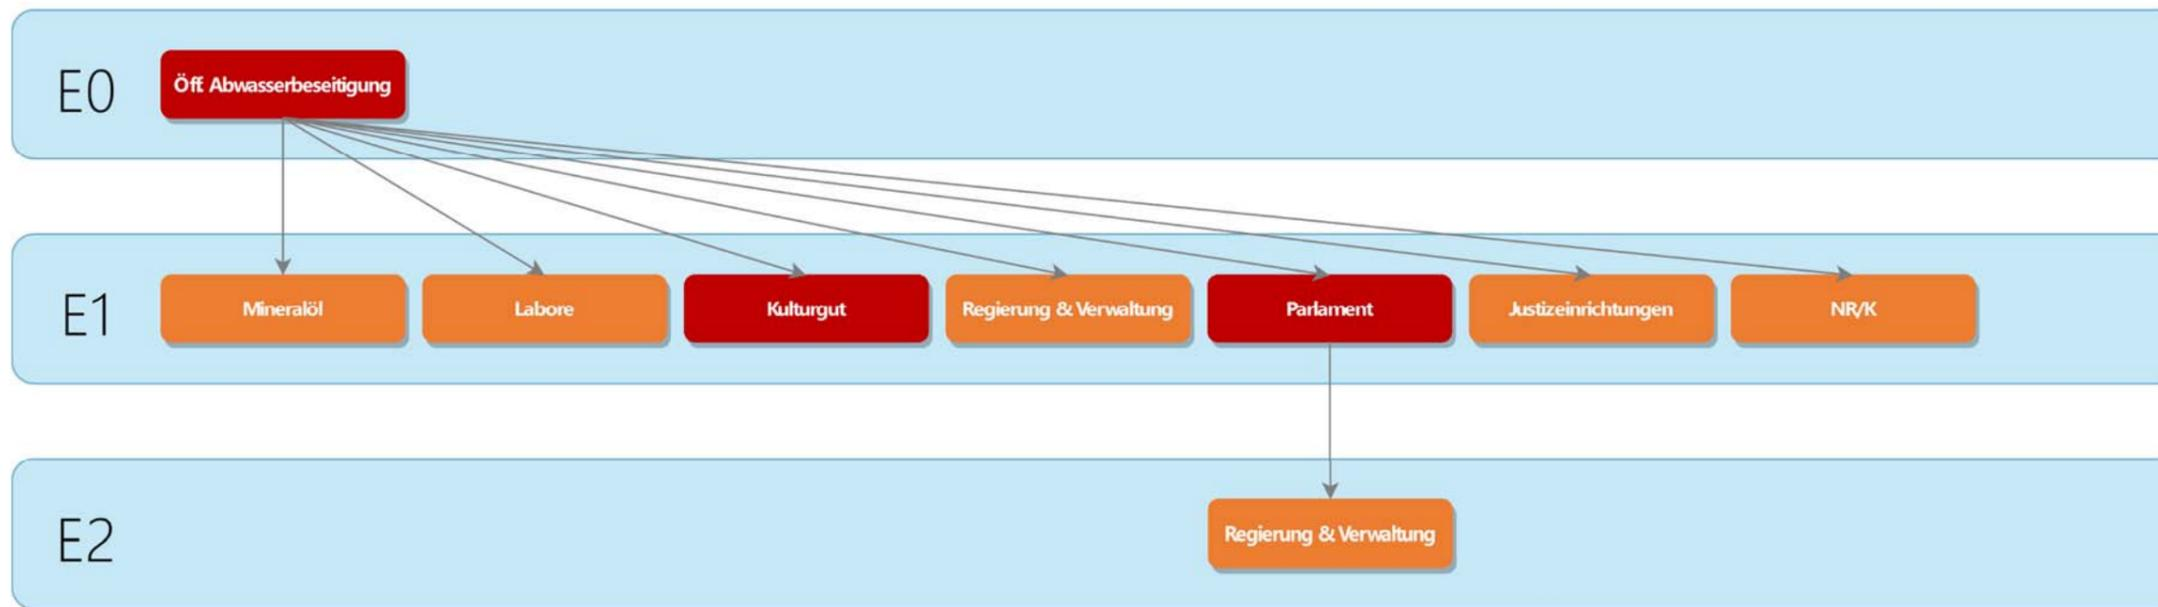 E0
Öff. Abwasserbeseitigung
E1
Mineralöl
Labore
Kulturgut
Regierung & Verwaltung
Parlament
Justizeinrichtungen
NR/K
E2
Regierung & Verwaltung